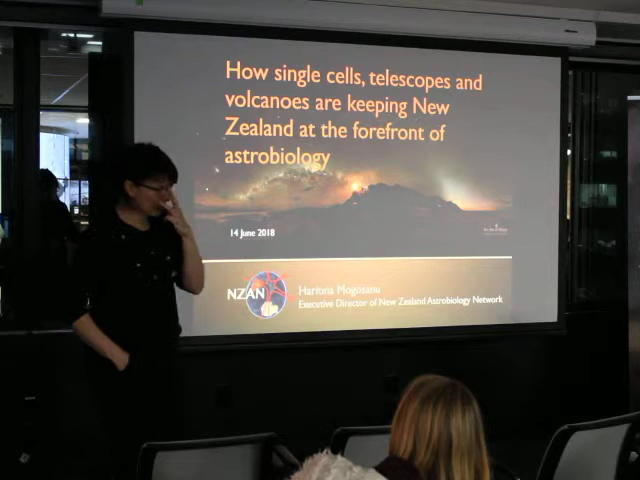 How single cells, telescopes and
volcanoes are keeping New
Zealand at the forefront of
astrobiology
14 June 2018
NZAN
Haritina Mogosanu
Executive Director of New Zealand Astrobiology Network